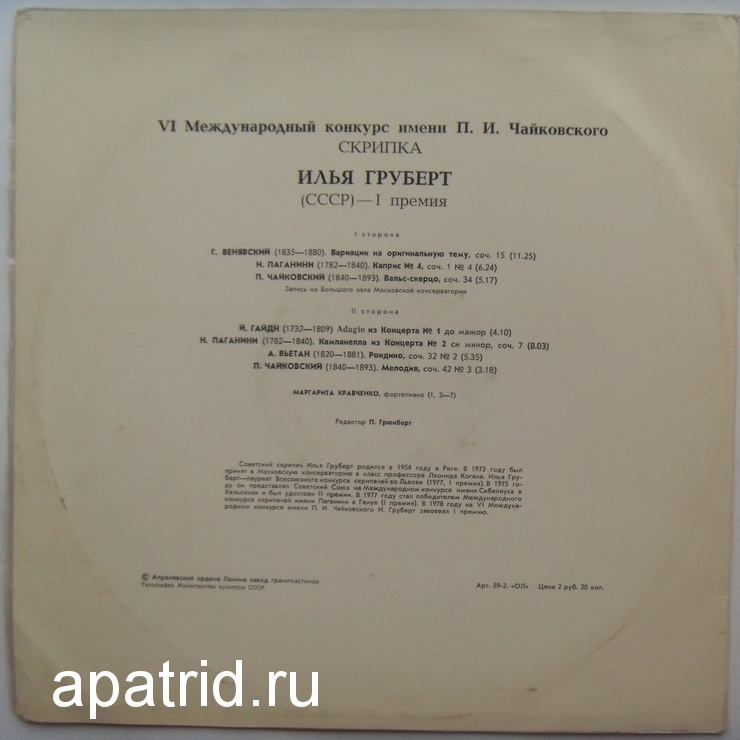 VI Международный конкурс имени П. И. Чайковского
СКРИПКА
ИЛЬЯ ГРУБЕРТ
(СССР) — I премия
I сторона
Г. ВЕНЯВСКИЙ (1835—1880). Вариации на оригинальную тему, соч. 15 (11.25)
Н. ПАГАНИНИ (1782—1840). Каприс № 4, соч. 1 № 4 (6.24)
П. ЧАЙКОВСКИЙ (1840—1893). Вальс-скерцо, соч. 34 (5.17)
Запись из Большого зала Московской консерватории
II сторона
Й. ГАЙДН (1732—1809) Adagio из Концерта № 1 до мажор (4.10)
Н. ПАГАНИНИ (1782—1840). Кампанелла из Концерта № 2 си минор, соч. 7 (8.03)
А. ВЬЕТАН (1820—1881). Рондино, соч. 32 № 2 (5.35)
П. ЧАЙКОВСКИЙ (1840—1893). Мелодия, соч. 42 № 3 (3.18)
МАРГАРИТА КРАВЧЕНКО, фортепиано (1, 3—7)
Редактор П. Грюнберг
Советский скрипач Илья Груберт родился в 1954 году в Риге. В 1973 году был
принят в Московскую консерваторию в класс профессора Леонида Когана. Илья Гру-
берт—лауреат Всесоюзного конкурса скрипачей во Львове (1977, I премия). В 1975 го-
ду он представлял Советский Союз на Международном конкурсе имени Сибелиуса в
Хельсинки и был удостоен II премии. В 1977 году стал победителем Международного
конкурса скрипачей имени Паганини в Генуе (I премия). В 1978 году на VI Междуна-
родном конкурсе имени П. И. Чайковского И. Груберт завоевал I премию.
© Апрелевский ордена Ленина завод грампластинок
Типография Министерства культуры СССР
Арт. 89-2. «ОЛ» Цена 2 руб. 20 коп.
apatrid.ru